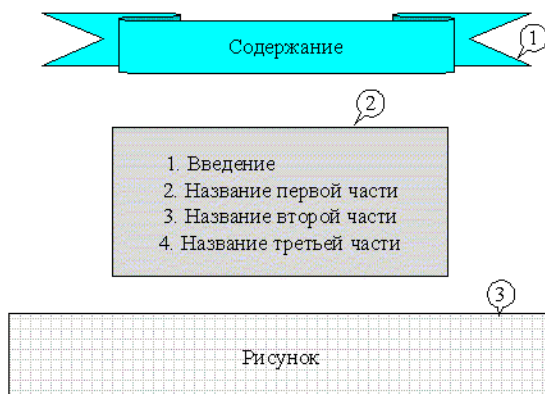 Содержание
1
2
1. Введение
2. Название первой части
3. Название второй части
4. Название третьей части
3
Рисунок